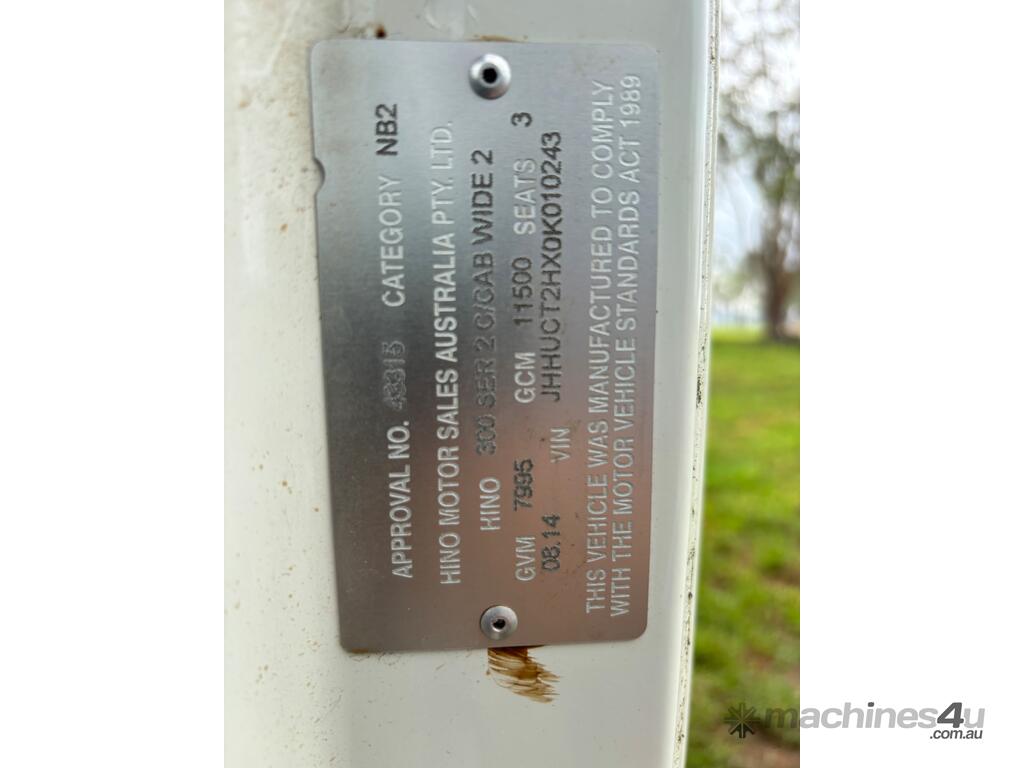 APPROVAL NO. 43315 CATEGORY NB2
HINO MOTOR SALES AUSTRALIA PTY. LTD.
HINO 300 SER 2 C/CAB WIDE 2
GVM 7995 GCM 11500 SEATS 3
08.14 VIN JHHUCT2HX0K010243
THIS VEHICLE WAS MANUFACTURED TO COMPLY
WITH THE MOTOR VEHICLE STANDARDS ACT 1989
machines4u
.com.au